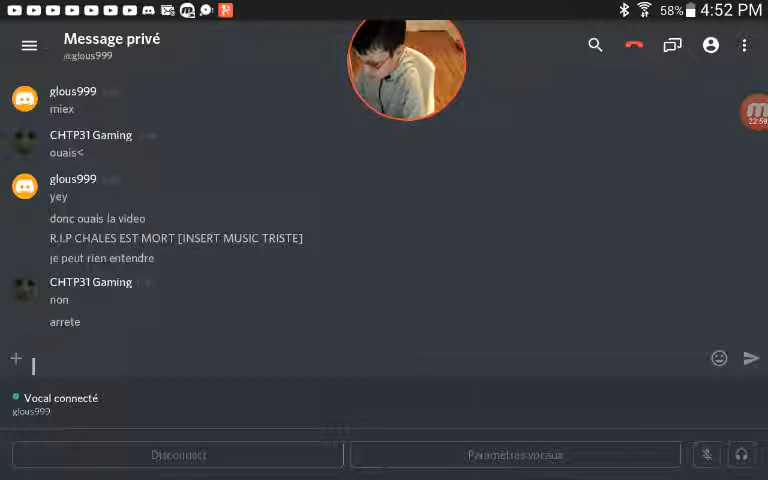 58% 4:52 PM
Message privé
@glous999
22:59
glous999
miex
CHTP31 Gaming
ouais<
glous999
yey
donc ouais la video
R.I.P CHALES EST MORT [INSERT MUSIC TRISTE]
je peut rien entendre
CHTP31 Gaming
non
arrete
Vocal connecté
glous999
Disconnect Paramètres vocaux